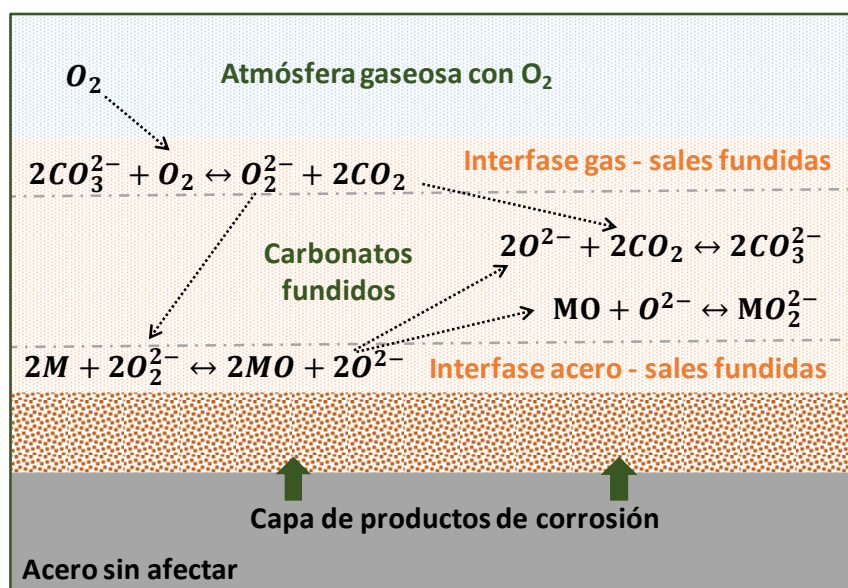 Atmósfera gaseosa con O₂
O₂
Interfase gas - sales fundidas
2CO₃²⁻ + O₂ ↔ O₂²⁻ + 2CO₂
2O²⁻ + 2CO₂ ↔ 2CO₃²⁻
Carbonatos
fundidos
MO + O²⁻ ↔ MO₂²⁻
2M + 2O₂²⁻ ↔ 2MO + 2O²⁻
Interfase acero - sales fundidas
Capa de productos de corrosión
Acero sin afectar